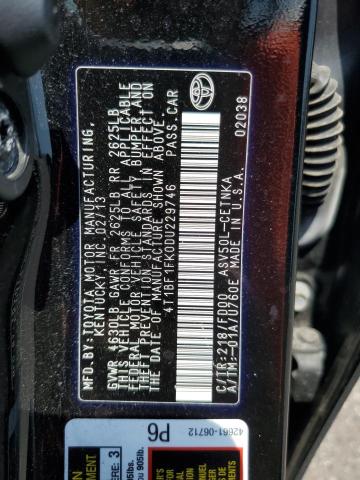 MFD.BY:TOYOTA MOTOR MANUFACTURING,
KENTUCKY, INC.02/13
GVWR 4630LB GAWR FR 2625LB RR 2625LB
THIS VEHICLE CONFORMS TO ALL APPLICABLE
FEDERAL MOTOR VEHICLE SAFETY, BUMPER, AND
THEFT PREVENTION STANDARDS IN EFFECT
ON THE DATE OF MANUFACTURE SHOWN ABOVE.
4T1BF1FK0DU229746 PASS.CAR
C/TR:218/FD00 ASV50L-CETNKA
A/TM:-01A/U760E MADE IN U.S.A.
02038
42661-06712
P6